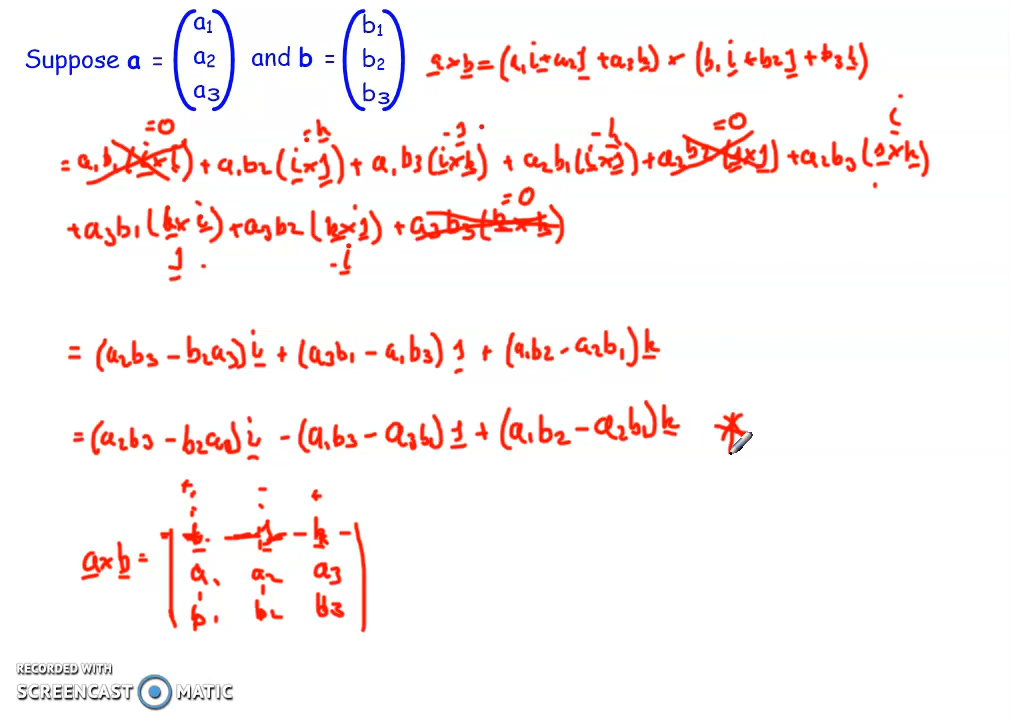 Suppose a = (a1 a2 a3) and b = (b1 b2 b3) a×b = (a1i + a2j + a3k) × (b1i + b2j + b3k)
=0 =k -j -k =0 i
= a1b1(i×i) + a1b2(i×j) + a1b3(i×k) + a2b1(i×j) + a2b2(j×j) + a2b3(j×k)
=0
+ a3b1(k×i) + a3b2(k×j) + a3b3(k×k)
j -i
= (a2b3 - b2a3)i + (a3b1 - a1b3)j + (a1b2 - a2b1)k
= (a2b3 - b2a3)i - (a1b3 - a3b1)j + (a1b2 - a2b1)k *
+ - +
i j k
a×b = | a1 a2 a3 |
b1 b2 b3
RECORDED WITH
SCREENCAST MATIC